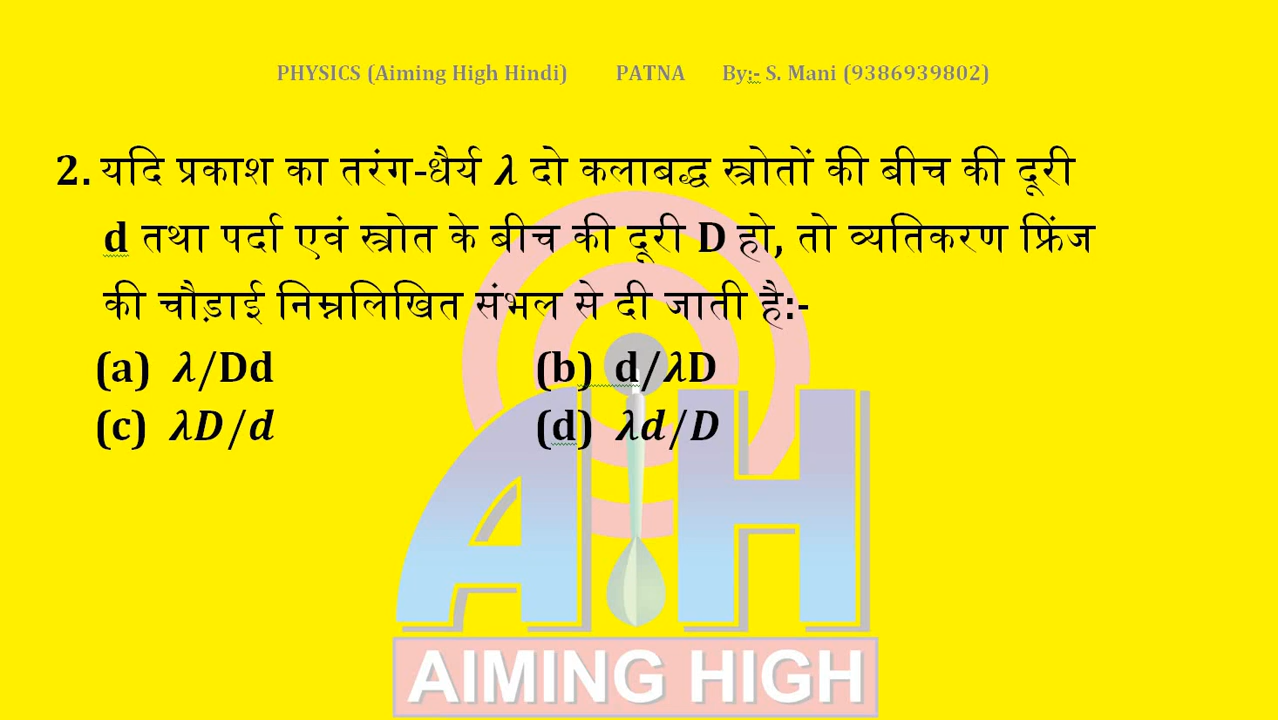 PHYSICS (Aiming High Hindi) PATNA By:- S. Mani (9386939802)
2. यदि प्रकाश का तरंग-धैर्य λ दो कलाबद्ध स्त्रोतों की बीच की दूरी
d तथा पर्दा एवं स्त्रोत के बीच की दूरी D हो, तो व्यतिकरण फ्रिंज
की चौड़ाई निम्नलिखित संभल से दी जाती है:-
(a) λ/Dd (b) d/λD
(c) λD/d (d) λd/D
AH
AIMING HIGH